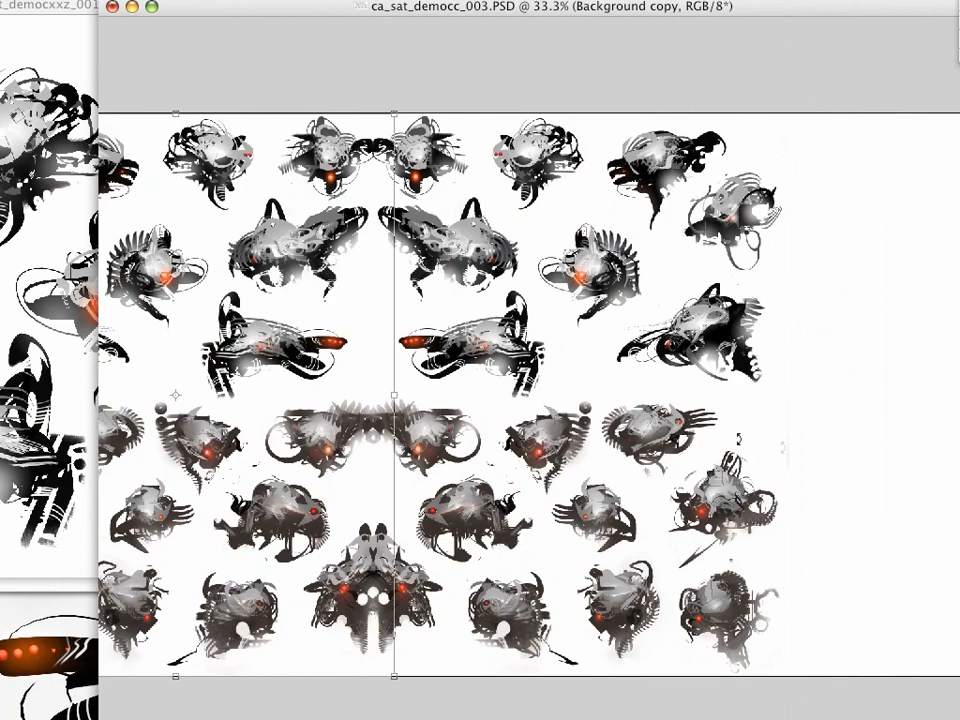 t_democxxz_001
ca_sat_democc_003.PSD @ 33.3% (Background copy, RGB/8*)